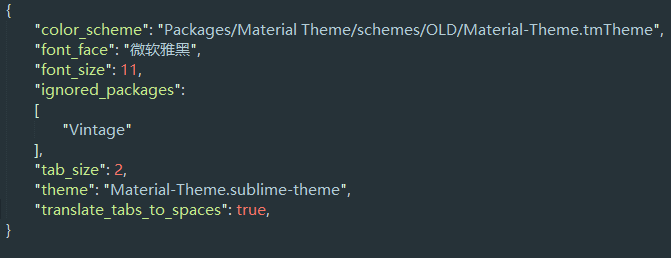 {
"color_scheme": "Packages/Material Theme/schemes/OLD/Material-Theme.tmTheme",
"font_face": "微软雅黑",
"font_size": 11,
"ignored_packages":
[
"Vintage"
],
"tab_size": 2,
"theme": "Material-Theme.sublime-theme",
"translate_tabs_to_spaces": true,
}